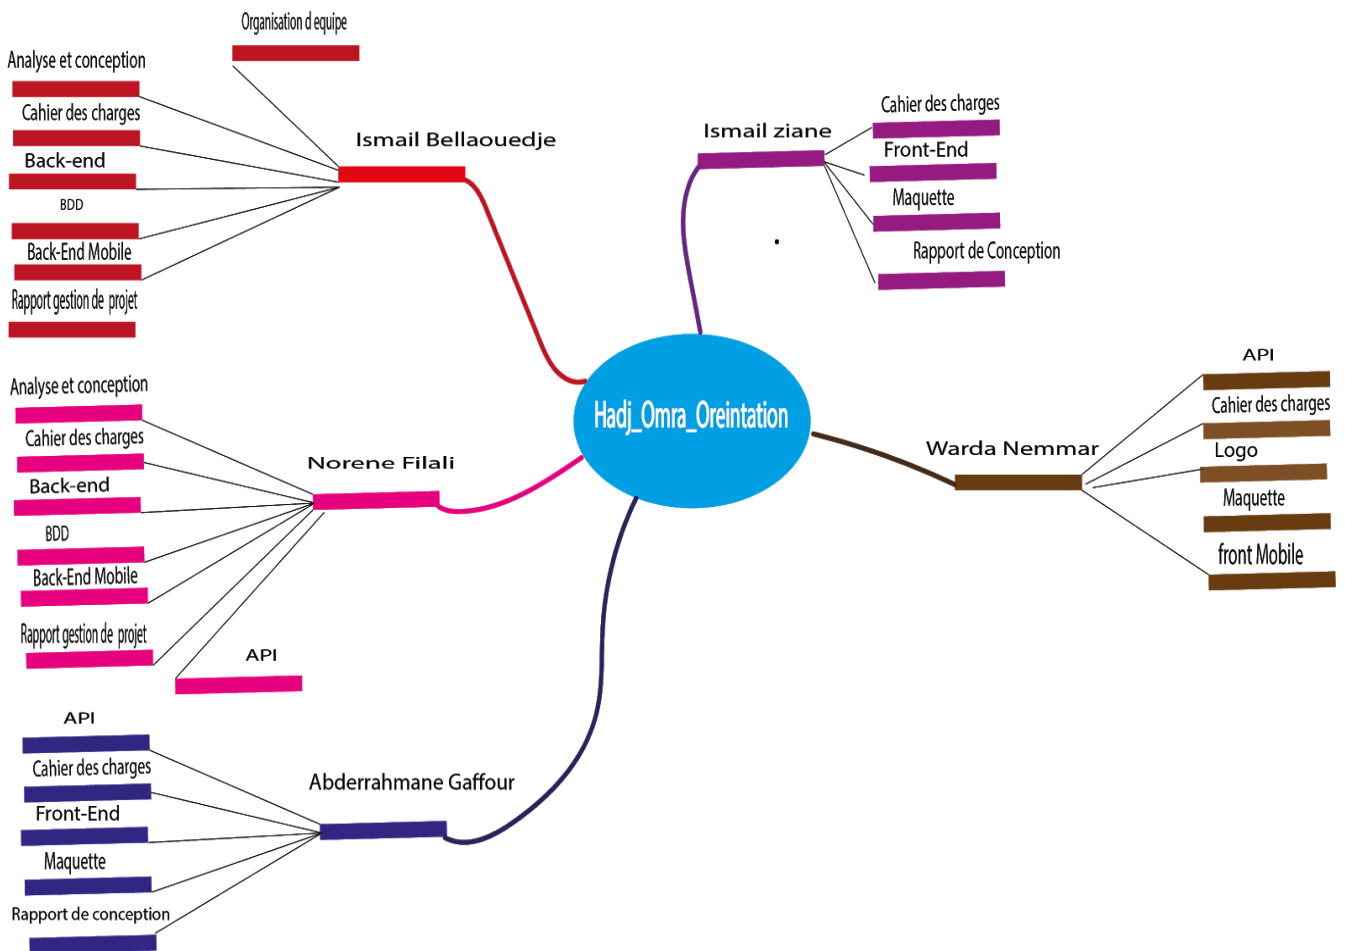 Organisation d equipe
Analyse et conception
Cahier des charges
Back-end
BDD
Back-End Mobile
Rapport gestion de projet
Ismail Bellaouedje
Ismail ziane
Cahier des charges
Front-End
Maquette
Rapport de Conception
Hadj_Omra_Oreintation
Warda Nemmar
API
Cahier des charges
Logo
Maquette
front Mobile
Analyse et conception
Cahier des charges
Back-end
BDD
Back-End Mobile
Rapport gestion de projet
API
Norene Filali
API
Cahier des charges
Front-End
Maquette
Rapport de conception
Abderrahmane Gaffour